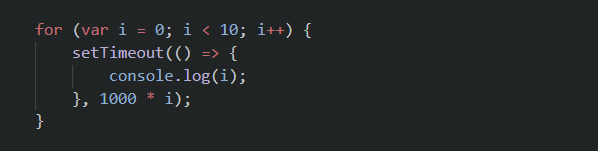 for (var i = 0; i < 10; i++) {
    setTimeout(() => {
        console.log(i);
    }, 1000 * i);
}